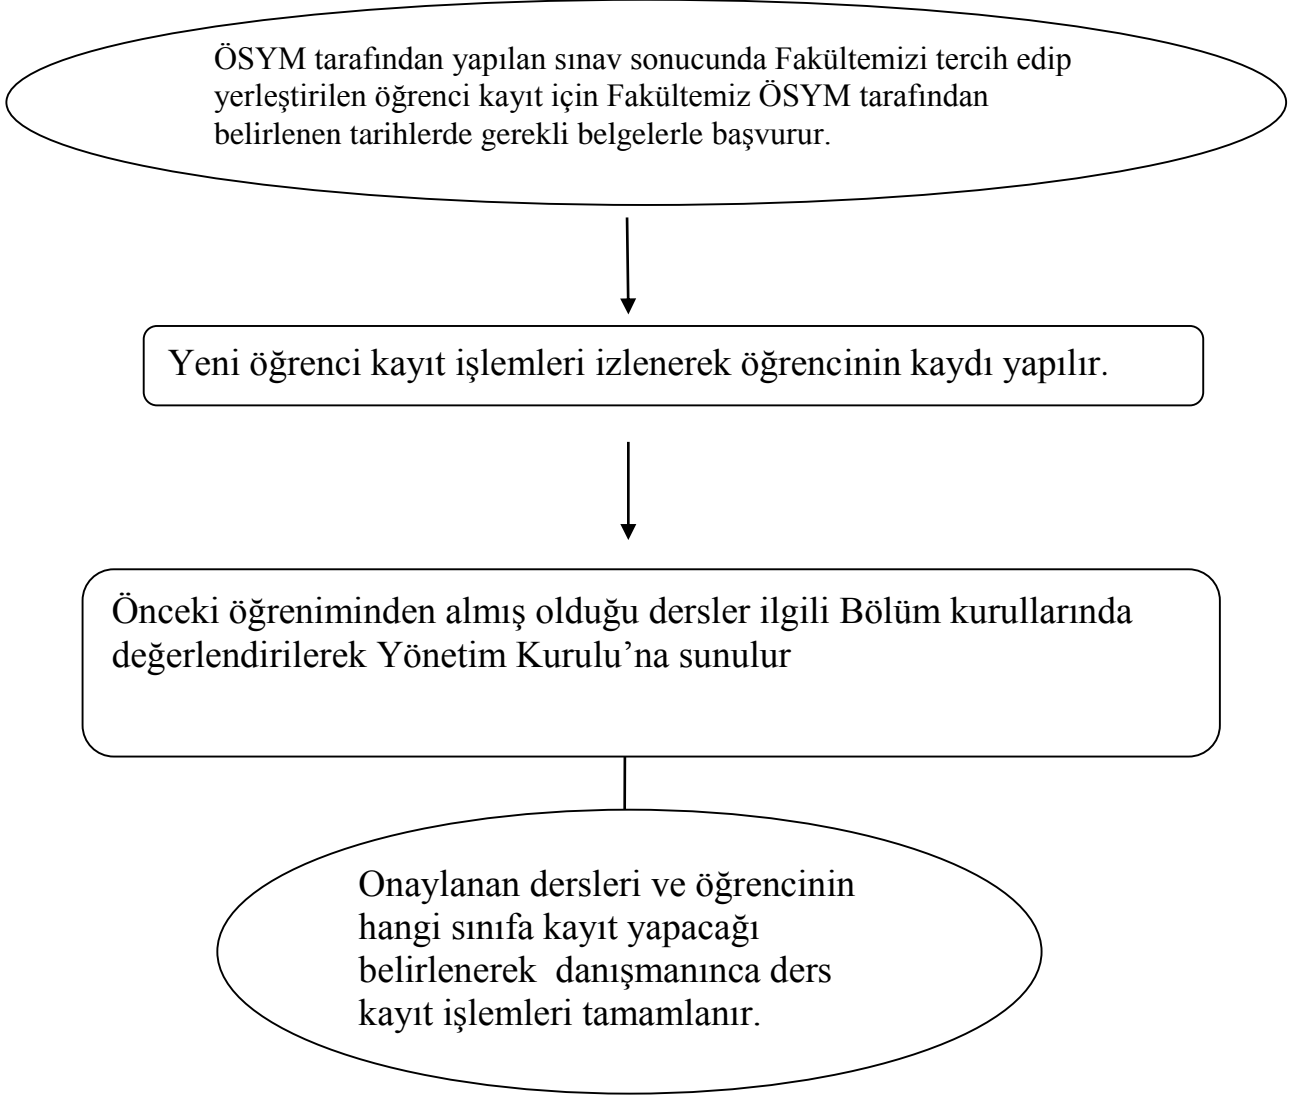 ÖSYM tarafından yapılan sınav sonucunda Fakültemizi tercih edip
yerleştirilen öğrenci kayıt için Fakültemiz ÖSYM tarafından
belirlenen tarihlerde gerekli belgelerle başvurur.
Yeni öğrenci kayıt işlemleri izlenerek öğrencinin kaydı yapılır.
Önceki öğreniminden almış olduğu dersler ilgili Bölüm kurullarında
değerlendirilerek Yönetim Kurulu’na sunulur
Onaylanan dersleri ve öğrencinin
hangi sınıfa kayıt yapacağı
belirlenerek  danışmanınca ders
kayıt işlemleri tamamlanır.